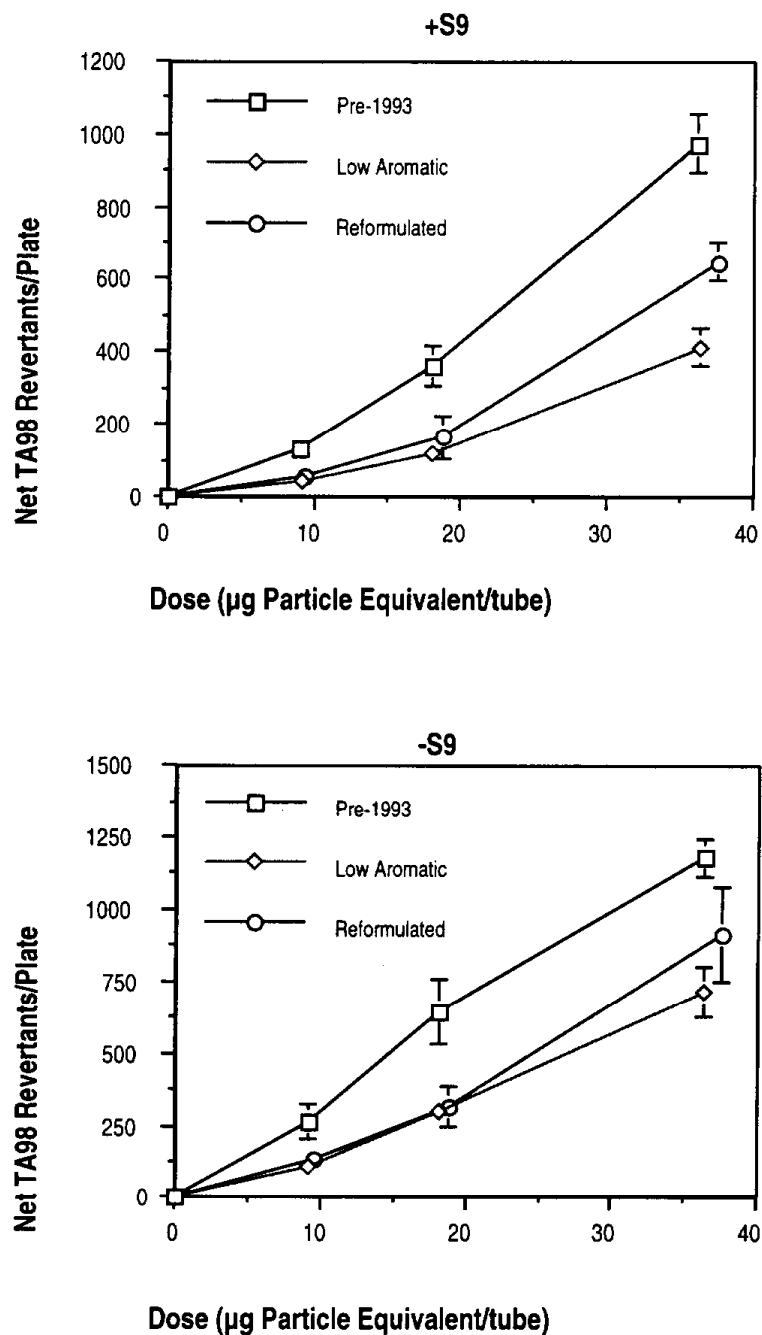 +S9
1200
1000
800
600
400
200
0
Pre-1993
Low Aromatic
Reformulated
Net TA98 Revertants/Plate
0 10 20 30 40
Dose (µg Particle Equivalent/tube)
-S9
1500
1250
1000
750
500
250
0
Pre-1993
Low Aromatic
Reformulated
Net TA98 Revertants/Plate
0 10 20 30 40
Dose (µg Particle Equivalent/tube)